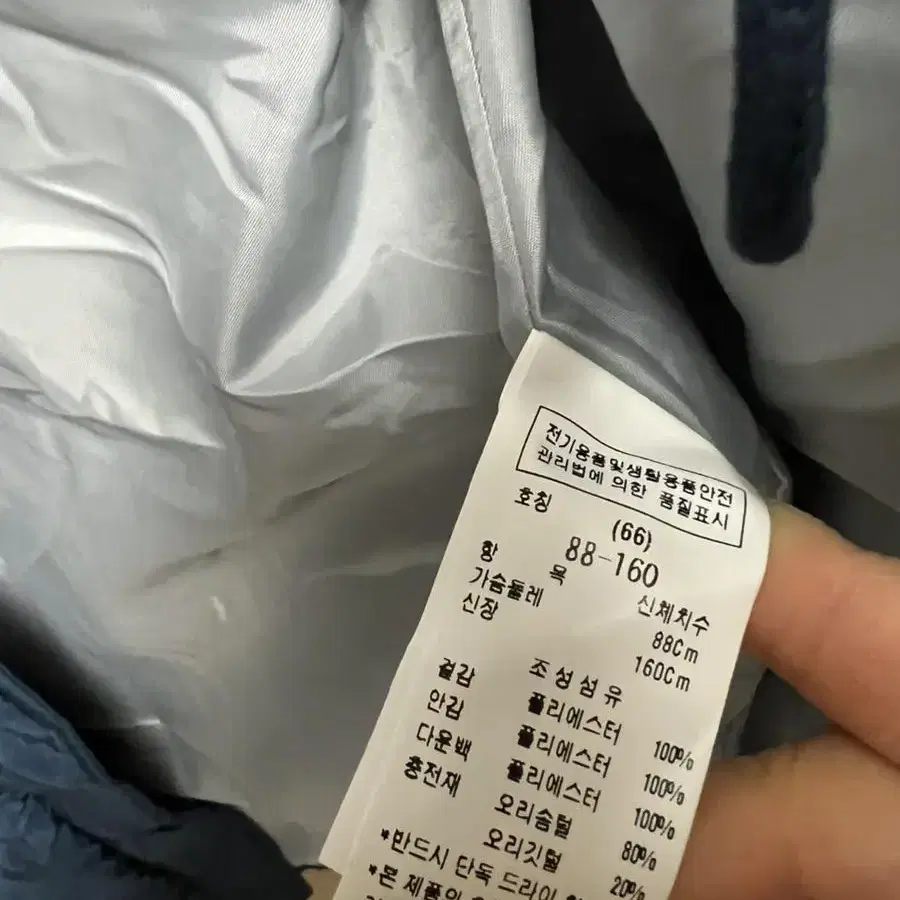 전기용품및생활용품안전
관리법에 의한 품질표시
호칭 (66)
88-160
항 목 신체치수
가슴둘레 88Cm
신장 160Cm
조성섬유
겉감 폴리에스터 100%
안감 폴리에스터 100%
다운백 폴리에스터 100%
충전재 오리솜털 80%
오리깃털 20%
*반드시 단독 드라이
*본 제품의